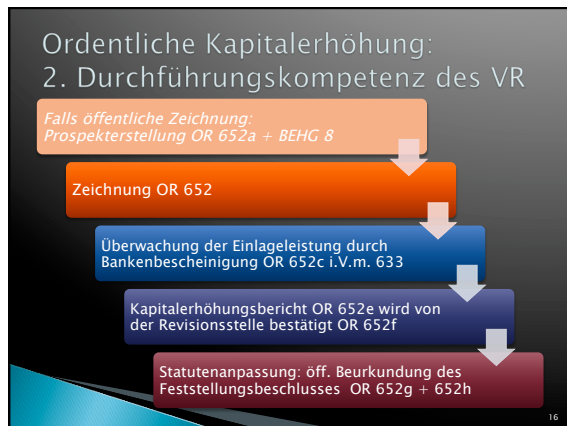 Ordentliche Kapitalerhöhung:
2. Durchführungskompetenz des VR
Falls öffentliche Zeichnung:
Prospekterstellung OR 652a + BEHG 8
Zeichnung OR 652
Überwachung der Einlageleistung durch
Bankenbescheinigung OR 652c i.V.m. 633
Kapitalerhöhungsbericht OR 652e wird von
der Revisionsstelle bestätigt OR 652f
Statutenanpassung: öff. Beurkundung des
Feststellungsbeschlusses OR 652g + 652h
16